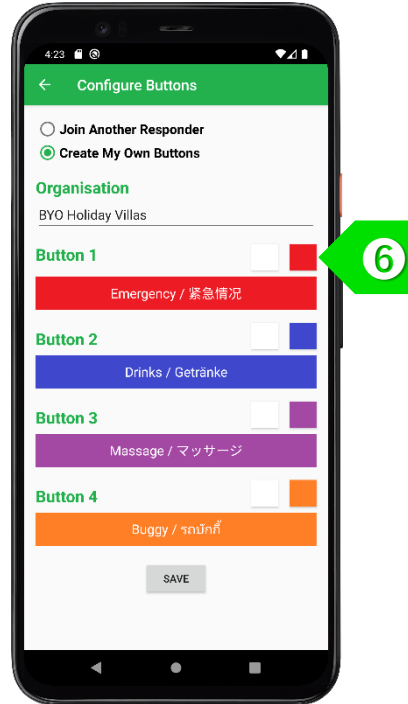 4:23
Configure Buttons
Join Another Responder
Create My Own Buttons
Organisation
BYO Holiday Villas
Button 1
6
Emergency / 紧急情况
Button 2
Drinks / Getränke
Button 3
Massage / マッサージ
Button 4
Buggy / รถบักกี้
SAVE